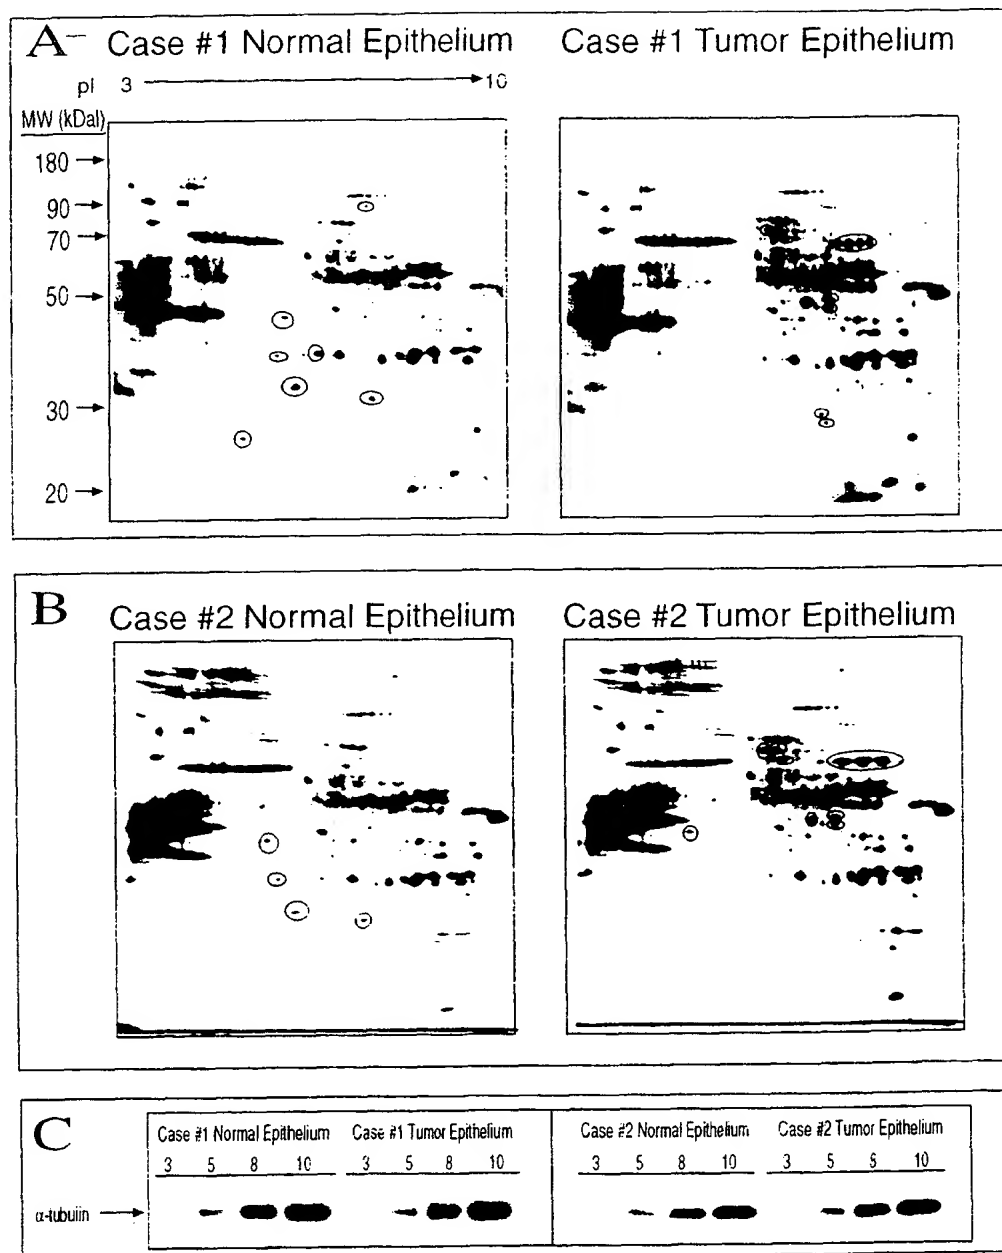 A Case #1 Normal Epithelium Case #1 Tumor Epithelium
pI 3 10
MW (kDal)
180
90
70
50
30
20
B Case #2 Normal Epithelium Case #2 Tumor Epithelium
C Case #1 Normal Epithelium Case #1 Tumor Epithelium Case #2 Normal Epithelium Case #2 Tumor Epithelium
3 5 8 10 3 5 8 10 3 5 8 10 3 5 8 10
α-tubulin